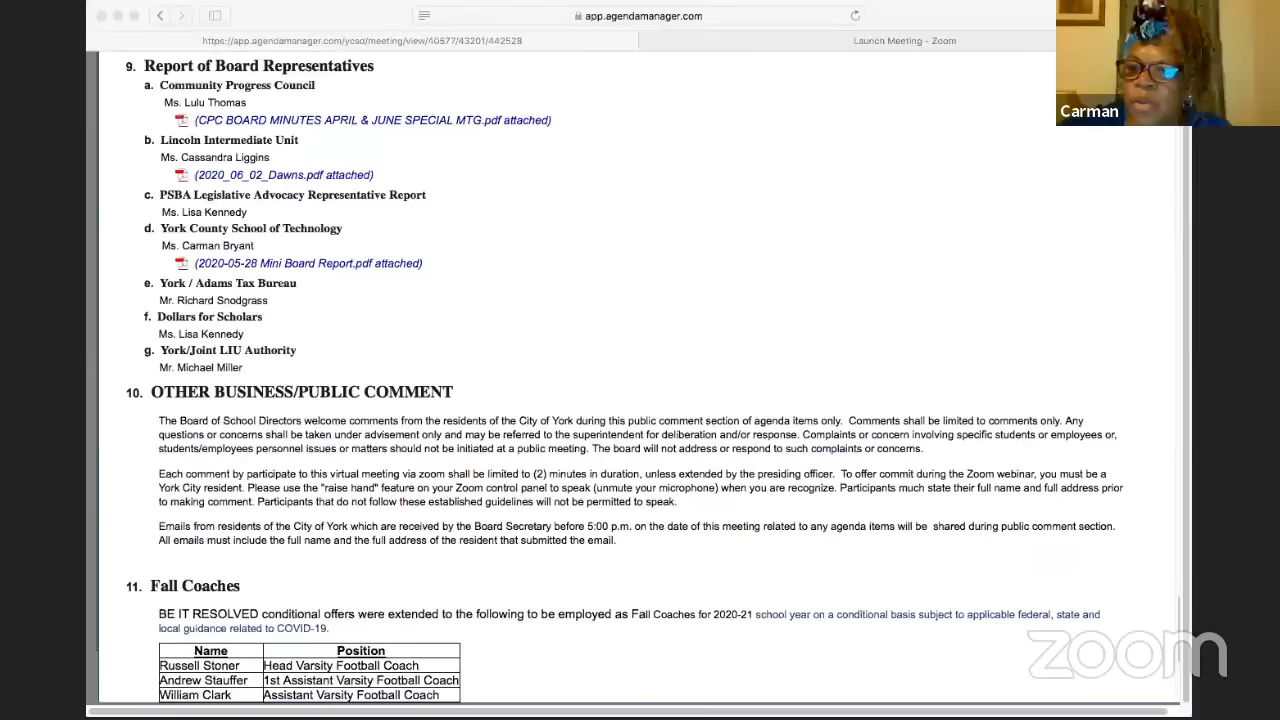 app.agendamanager.com
https://app.agendamanager.com/ycsd/meeting/view/40577/43201/442528
Launch Meeting - Zoom
Carman
9. Report of Board Representatives
a. Community Progress Council
Ms. Lulu Thomas
(CPC BOARD MINUTES APRIL & JUNE SPECIAL MTG.pdf attached)
b. Lincoln Intermediate Unit
Ms. Cassandra Liggins
(2020_06_02_Dawns.pdf attached)
c. PSBA Legislative Advocacy Representative Report
Ms. Lisa Kennedy
d. York County School of Technology
Ms. Carman Bryant
(2020-05-28 Mini Board Report.pdf attached)
e. York / Adams Tax Bureau
Mr. Richard Snodgrass
f. Dollars for Scholars
Ms. Lisa Kennedy
g. York/Joint LIU Authority
Mr. Michael Miller
10. OTHER BUSINESS/PUBLIC COMMENT
The Board of School Directors welcome comments from the residents of the City of York during this public comment section of agenda items only. Comments shall be limited to comments only. Any
questions or concerns shall be taken under advisement only and may be referred to the superintendent for deliberation and/or response. Complaints or concern involving specific students or employees or,
students/employees personnel issues or matters should not be initiated at a public meeting. The board will not address or respond to such complaints or concerns.
Each comment by participate to this virtual meeting via zoom shall be limited to (2) minutes in duration, unless extended by the presiding officer. To offer commit during the Zoom webinar, you must be a
York City resident. Please use the "raise hand" feature on your Zoom control panel to speak (unmute your microphone) when you are recognize. Participants much state their full name and full address prior
to making comment. Participants that do not follow these established guidelines will not be permitted to speak.
Emails from residents of the City of York which are received by the Board Secretary before 5:00 p.m. on the date of this meeting related to any agenda items will be shared during public comment section.
All emails must include the full name and the full address of the resident that submitted the email.
11. Fall Coaches
BE IT RESOLVED conditional offers were extended to the following to be employed as Fall Coaches for 2020-21 school year on a conditional basis subject to applicable federal, state and
local guidance related to COVID-19.
Name Position
Russell Stoner Head Varsity Football Coach
Andrew Stauffer 1st Assistant Varsity Football Coach
William Clark Assistant Varsity Football Coach
zoom